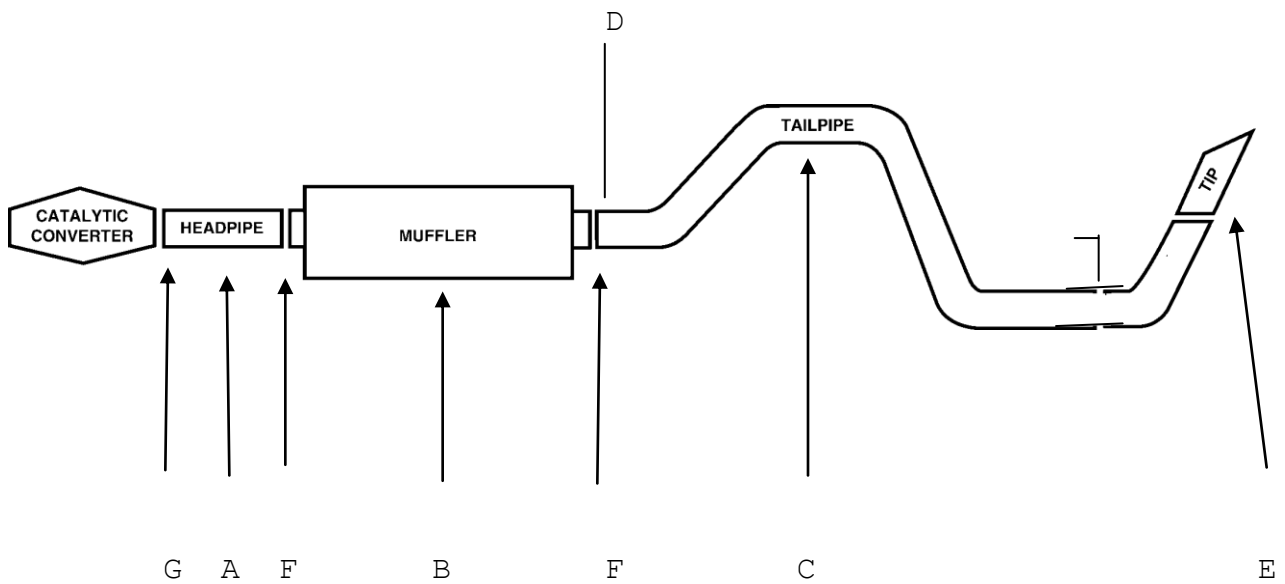 D
TAILPIPE
TIP
CATALYTIC
CONVERTER
HEADPIPE
MUFFLER
G A F B F C E